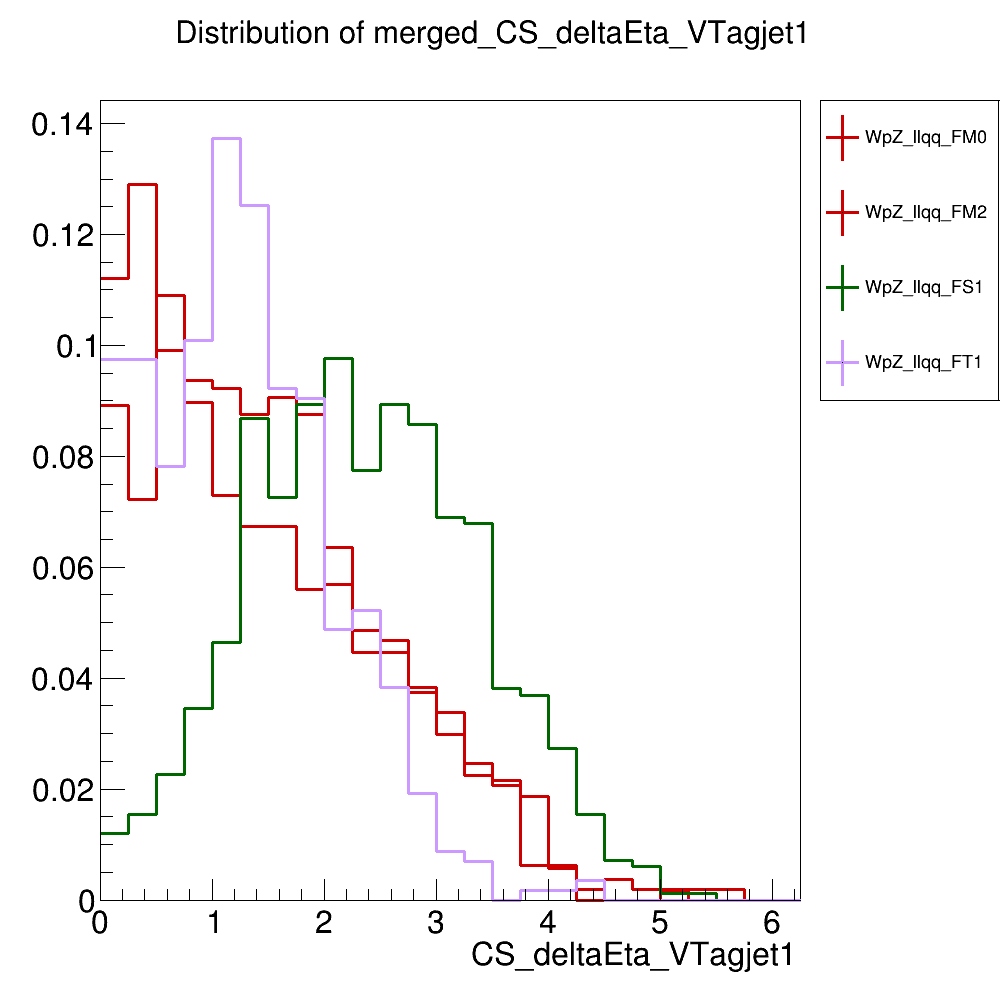 Distribution of merged_CS_deltaEta_VTagjet1
0.14
0.12
0.1
0.08
0.06
0.04
0.02
0
0 1 2 3 4 5 6
CS_deltaEta_VTagjet1
WpZ_llqq_FM0
WpZ_llqq_FM2
WpZ_llqq_FS1
WpZ_llqq_FT1